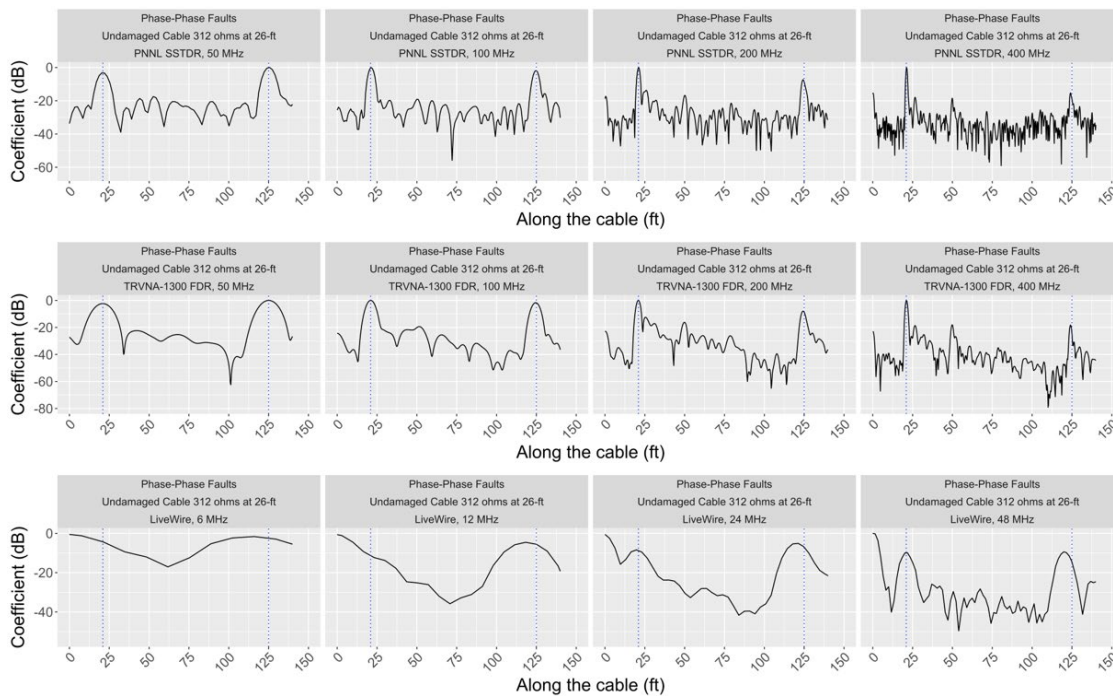 Phase-Phase Faults
Undamaged Cable 312 ohms at 26-ft
PNNL SSTDR, 50 MHz
Phase-Phase Faults
Undamaged Cable 312 ohms at 26-ft
PNNL SSTDR, 100 MHz
Phase-Phase Faults
Undamaged Cable 312 ohms at 26-ft
PNNL SSTDR, 200 MHz
Phase-Phase Faults
Undamaged Cable 312 ohms at 26-ft
PNNL SSTDR, 400 MHz
Coefficient (dB)
0
-20
-40
-60
0 25 50 75 100 125 150
0 25 50 75 100 125 150
0 25 50 75 100 125 150
0 25 50 75 100 125 150
Along the cable (ft)
Phase-Phase Faults
Undamaged Cable 312 ohms at 26-ft
TRVNA-1300 FDR, 50 MHz
Phase-Phase Faults
Undamaged Cable 312 ohms at 26-ft
TRVNA-1300 FDR, 100 MHz
Phase-Phase Faults
Undamaged Cable 312 ohms at 26-ft
TRVNA-1300 FDR, 200 MHz
Phase-Phase Faults
Undamaged Cable 312 ohms at 26-ft
TRVNA-1300 FDR, 400 MHz
Coefficient (dB)
0
-20
-40
-60
-80
0 25 50 75 100 125 150
0 25 50 75 100 125 150
0 25 50 75 100 125 150
0 25 50 75 100 125 150
Along the cable (ft)
Phase-Phase Faults
Undamaged Cable 312 ohms at 26-ft
LiveWire, 6 MHz
Phase-Phase Faults
Undamaged Cable 312 ohms at 26-ft
LiveWire, 12 MHz
Phase-Phase Faults
Undamaged Cable 312 ohms at 26-ft
LiveWire, 24 MHz
Phase-Phase Faults
Undamaged Cable 312 ohms at 26-ft
LiveWire, 48 MHz
Coefficient (dB)
0
-20
-40
0 25 50 75 100 125 150
0 25 50 75 100 125 150
0 25 50 75 100 125 150
0 25 50 75 100 125 150
Along the cable (ft)